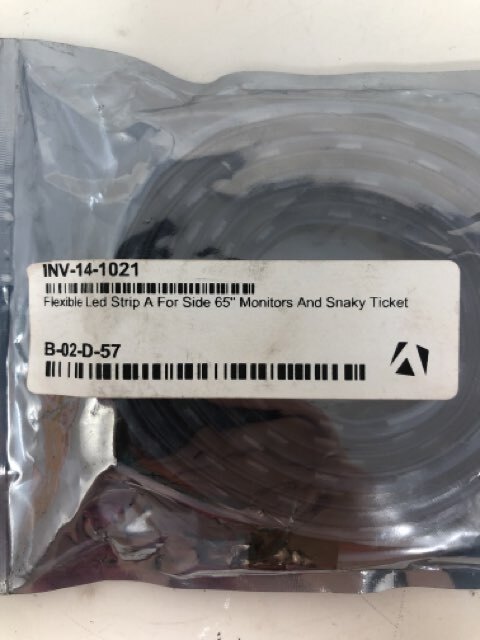 INV-14-1021
Flexible Led Strip A For Side 65" Monitors And Snaky Ticket
B-02-D-57